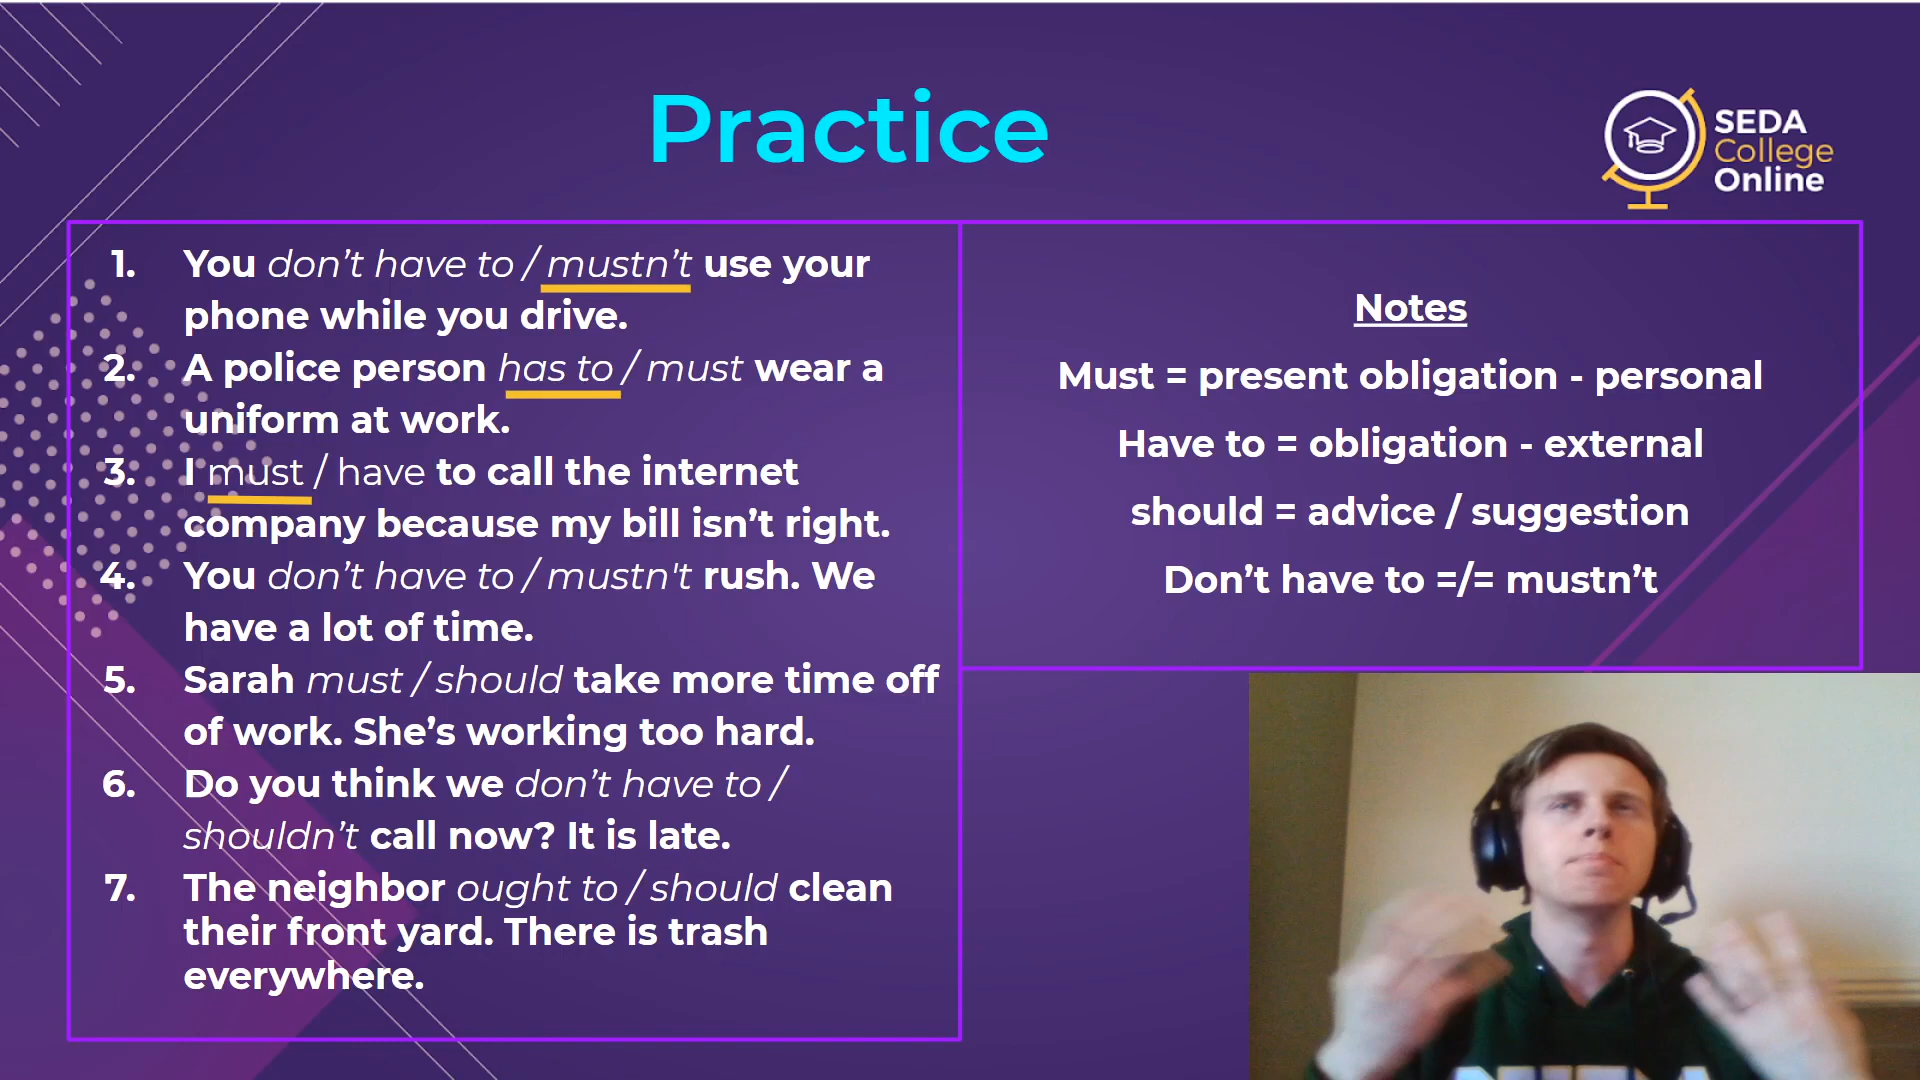 Practice
SEDA
College
Online
1. You don't have to / mustn't use your
phone while you drive.
2. A police person has to / must wear a
uniform at work.
3. I must / have to call the internet
company because my bill isn't right.
4. You don't have to / mustn't rush. We
have a lot of time.
5. Sarah must / should take more time off
of work. She's working too hard.
6. Do you think we don't have to /
shouldn't call now? It is late.
7. The neighbor ought to / should clean
their front yard. There is trash
everywhere.
Notes
Must = present obligation - personal
Have to = obligation - external
should = advice / suggestion
Don't have to =/= mustn't